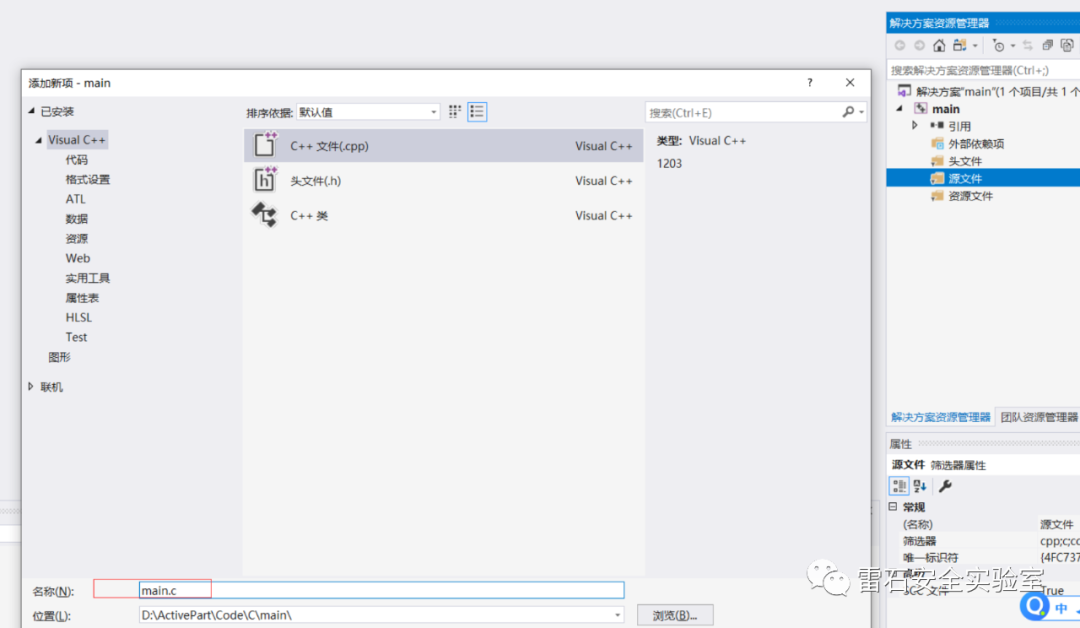 解决方案资源管理器
搜索解决方案资源管理器(Ctrl+;)
解决方案"main"(1 个项目/共 1 个
main
引用
外部依赖项
头文件
源文件
资源文件
添加新项 - main
?
已安装
排序依据: 默认值
搜索(Ctrl+E)
Visual C++
代码
格式设置
ATL
数据
资源
Web
实用工具
属性表
HLSL
Test
图形
联机
C++ 文件(.cpp) Visual C++
头文件(.h) Visual C++
C++ 类 Visual C++
类型: Visual C++
1203
解决方案资源管理器 团队资源管理器
属性
源文件 筛选器属性
常规
(名称) 源文件
筛选器 cpp;c;cc
唯一标识符 {4FC737
True
名称(N): main.c
位置(L): D:\ActivePart\Code\C\main\
浏览(B)...
雷石安全实验室
中